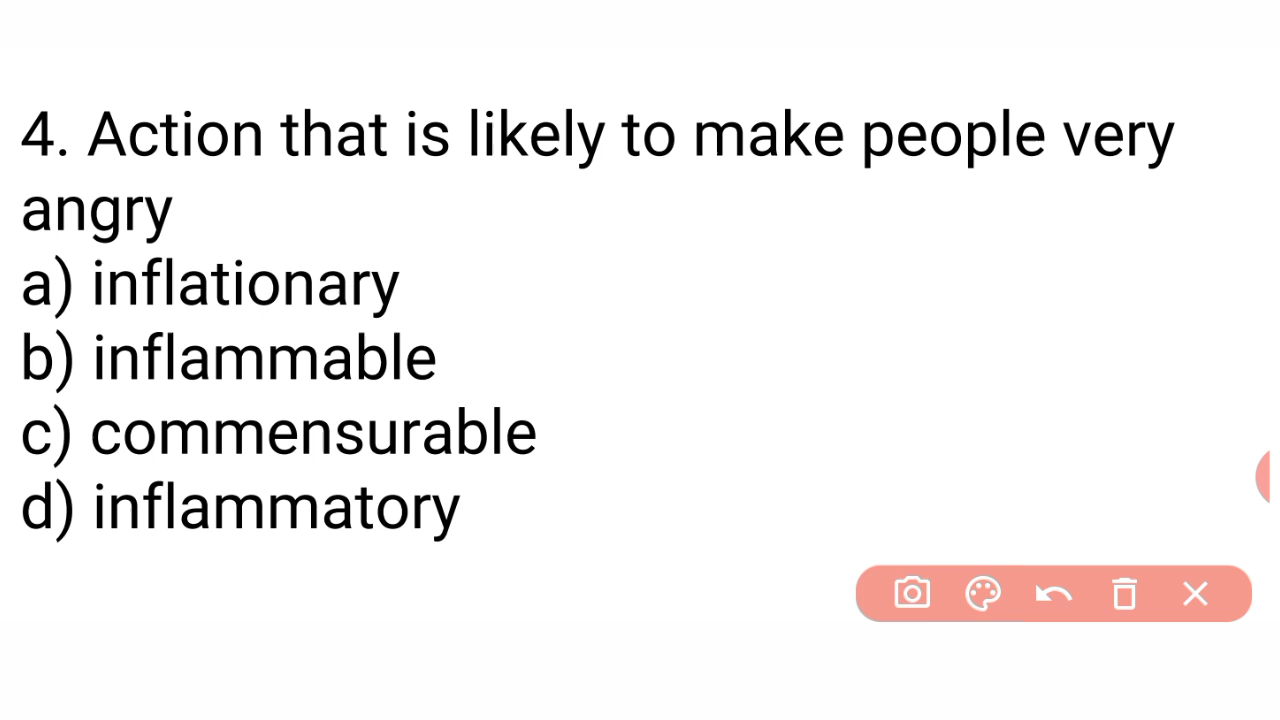 4. Action that is likely to make people very
angry
a) inflationary
b) inflammable
c) commensurable
d) inflammatory